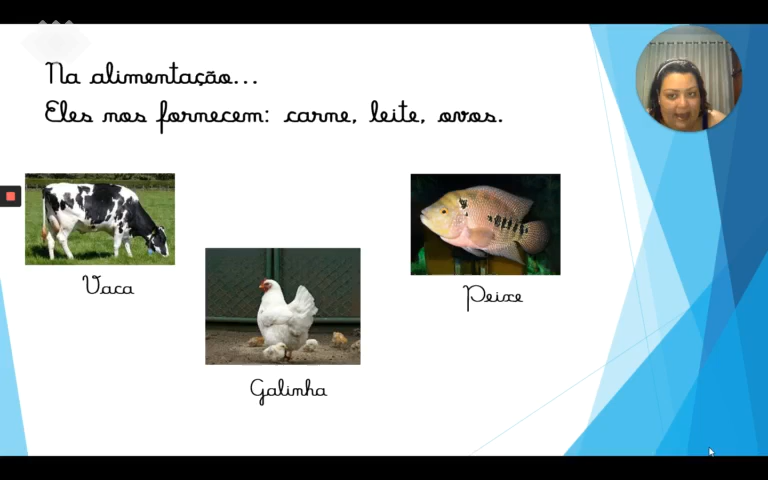 Na alimentação...
Eles nos fornecem: carne, leite, ovos.
Vaca
Peixe
Galinha